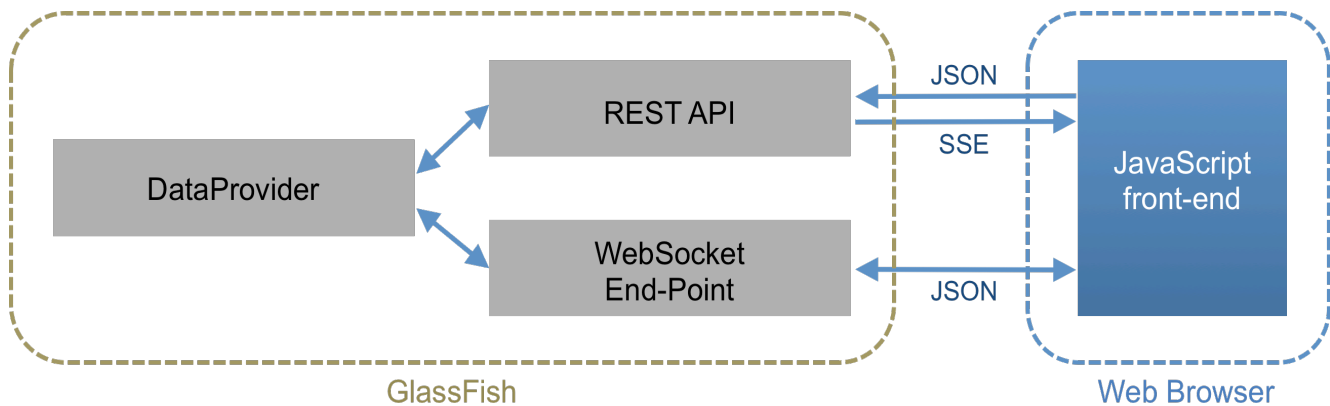 REST API
DataProvider
WebSocket
End-Point
JSON
SSE
JSON
JavaScript
front-end
GlassFish
Web Browser